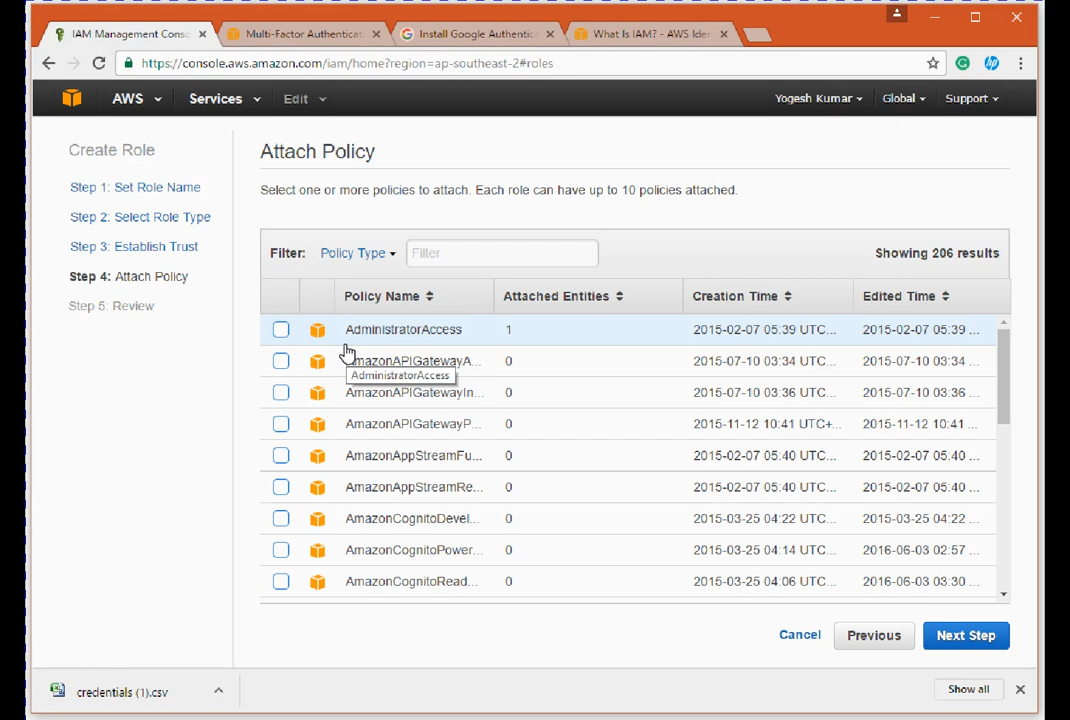 IAM Management Conso
Multi-Factor Authenticat
Install Google Authentica
What Is IAM? - AWS Iden
https://console.aws.amazon.com/iam/home?region=ap-southeast-2#roles
AWS
Services
Edit
Yogesh Kumar
Global
Support
Create Role
Step 1: Set Role Name
Step 2: Select Role Type
Step 3: Establish Trust
Step 4: Attach Policy
Step 5: Review
Attach Policy
Select one or more policies to attach. Each role can have up to 10 policies attached.
Filter: Policy Type Filter Showing 206 results
Policy Name Attached Entities Creation Time Edited Time
AdministratorAccess 1 2015-02-07 05:39 UTC... 2015-02-07 05:39 ...
AmazonAPIGatewayA... 0 2015-07-10 03:34 UTC... 2015-07-10 03:34 ...
AdministratorAccess
AmazonAPIGatewayIn... 0 2015-07-10 03:36 UTC... 2015-07-10 03:36 ...
AmazonAPIGatewayP... 0 2015-11-12 10:41 UTC+... 2015-11-12 10:41 ...
AmazonAppStreamFu... 0 2015-02-07 05:40 UTC... 2015-02-07 05:40 ...
AmazonAppStreamRe... 0 2015-02-07 05:40 UTC... 2015-02-07 05:40 ...
AmazonCognitoDevel... 0 2015-03-25 04:22 UTC... 2015-03-25 04:22 ...
AmazonCognitoPower... 0 2015-03-25 04:14 UTC... 2016-06-03 02:57 ...
AmazonCognitoRead... 0 2015-03-25 04:06 UTC... 2016-06-03 03:30 ...
Cancel Previous Next Step
credentials (1).csv
Show all